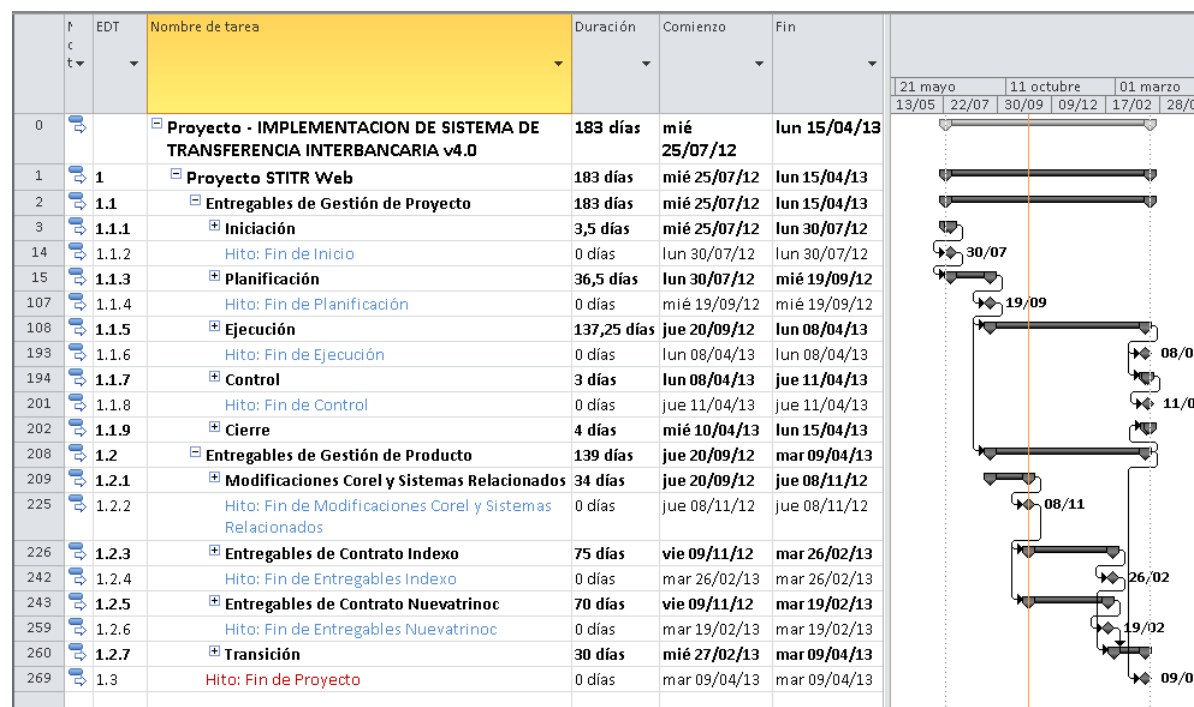 N EDT Nombre de tarea Duración Comienzo Fin
c
t
21 mayo 11 octubre 01 marzo
13/05 22/07 30/09 09/12 17/02 28/0
0 Proyecto - IMPLEMENTACION DE SISTEMA DE 183 días mié lun 15/04/13
TRANSFERENCIA INTERBANCARIA v4.0 25/07/12
1 1 Proyecto STITR Web 183 días mié 25/07/12 lun 15/04/13
2 1.1 Entregables de Gestión de Proyecto 183 días mié 25/07/12 lun 15/04/13
3 1.1.1 Iniciación 3,5 días mié 25/07/12 lun 30/07/12
14 1.1.2 Hito: Fin de Inicio 0 días lun 30/07/12 lun 30/07/12 30/07
15 1.1.3 Planificación 36,5 días lun 30/07/12 mié 19/09/12
107 1.1.4 Hito: Fin de Planificación 0 días mié 19/09/12 mié 19/09/12 19/09
108 1.1.5 Ejecución 137,25 días jue 20/09/12 lun 08/04/13
193 1.1.6 Hito: Fin de Ejecución 0 días lun 08/04/13 lun 08/04/13 08/0
194 1.1.7 Control 3 días lun 08/04/13 jue 11/04/13
201 1.1.8 Hito: Fin de Control 0 días jue 11/04/13 jue 11/04/13 11/0
202 1.1.9 Cierre 4 días mié 10/04/13 lun 15/04/13
208 1.2 Entregables de Gestión de Producto 139 días jue 20/09/12 mar 09/04/13
209 1.2.1 Modificaciones Corel y Sistemas Relacionados 34 días jue 20/09/12 jue 08/11/12
225 1.2.2 Hito: Fin de Modificaciones Corel y Sistemas 0 días jue 08/11/12 jue 08/11/12 08/11
Relacionados
226 1.2.3 Entregables de Contrato Indexo 75 días vie 09/11/12 mar 26/02/13
242 1.2.4 Hito: Fin de Entregables Indexo 0 días mar 26/02/13 mar 26/02/13 26/02
243 1.2.5 Entregables de Contrato Nuevatrinoc 70 días vie 09/11/12 mar 19/02/13
259 1.2.6 Hito: Fin de Entregables Nuevatrinoc 0 días mar 19/02/13 mar 19/02/13 19/02
260 1.2.7 Transición 30 días mié 27/02/13 mar 09/04/13
269 1.3 Hito: Fin de Proyecto 0 días mar 09/04/13 mar 09/04/13 09/0